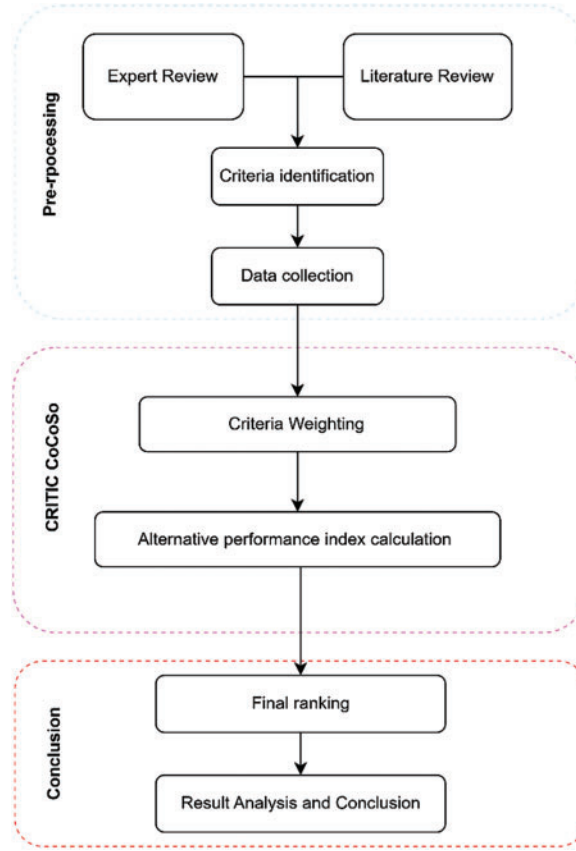 Pre-rpocessing
Expert Review
Literature Review
Criteria identification
Data collection
CRITIC CoCoSo
Criteria Weighting
Alternative performance index calculation
Conclusion
Final ranking
Result Analysis and Conclusion